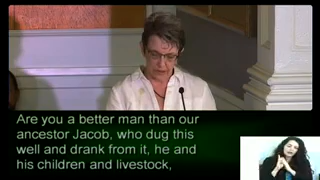 Are you a better man than our
ancestor Jacob, who dug this
well and drank from it, he and
his children and livestock,